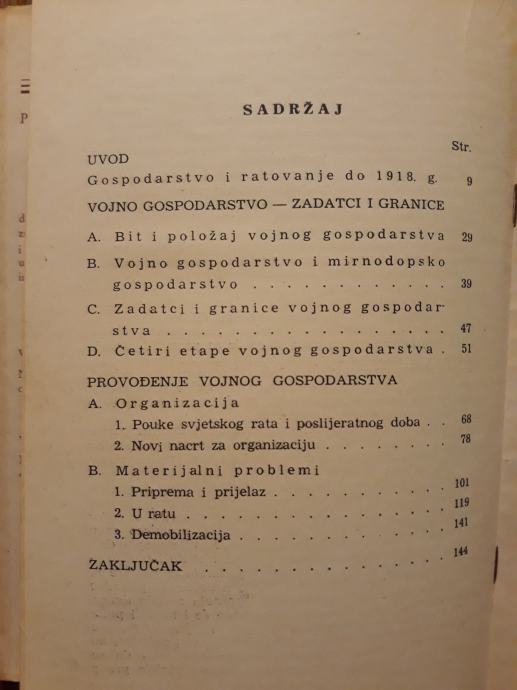 SADRŽAJ
Str.
UVOD
Gospodarstvo i ratovanje do 1918. g. 9
VOJNO GOSPODARSTVO — ZADATCI I GRANICE
A. Bit i položaj vojnog gospodarstva 29
B. Vojno gospodarstvo i mirnodopsko
gospodarstvo . . . . . . . . . . . 39
C. Zadatci i granice vojnog gospodar-
stva . . . . . . . . . . . . . . . 47
D. Četiri etape vojnog gospodarstva . 51
PROVOĐENJE VOJNOG GOSPODARSTVA
A. Organizacija
1. Pouke svjetskog rata i poslijeratnog doba . . 68
2. Novi nacrt za organizaciju . . . . . . . . 78
B. Materijalni problemi
1. Priprema i prijelaz . . . . . . . . . . . 101
2. U ratu . . . . . . . . . . . . . . . . 119
3. Demobilizacija . . . . . . . . . . . . . 141
ZAKLJUČAK . . . . . . . . . . . . . . . 144